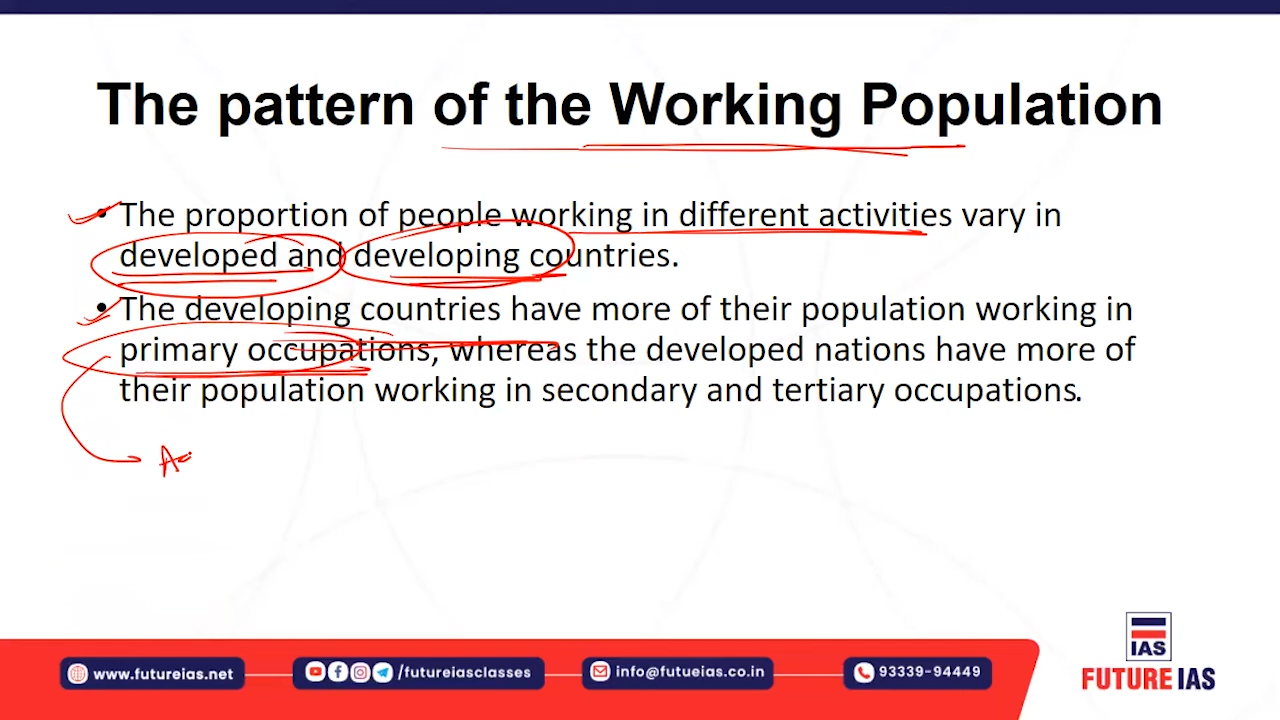 The pattern of the Working Population
• The proportion of people working in different activities vary in
developed and developing countries.
• The developing countries have more of their population working in
primary occupations, whereas the developed nations have more of
their population working in secondary and tertiary occupations.
IAS
www.futureias.net
/futureiasclasses
info@futueias.co.in
93339-94449
FUTURE IAS